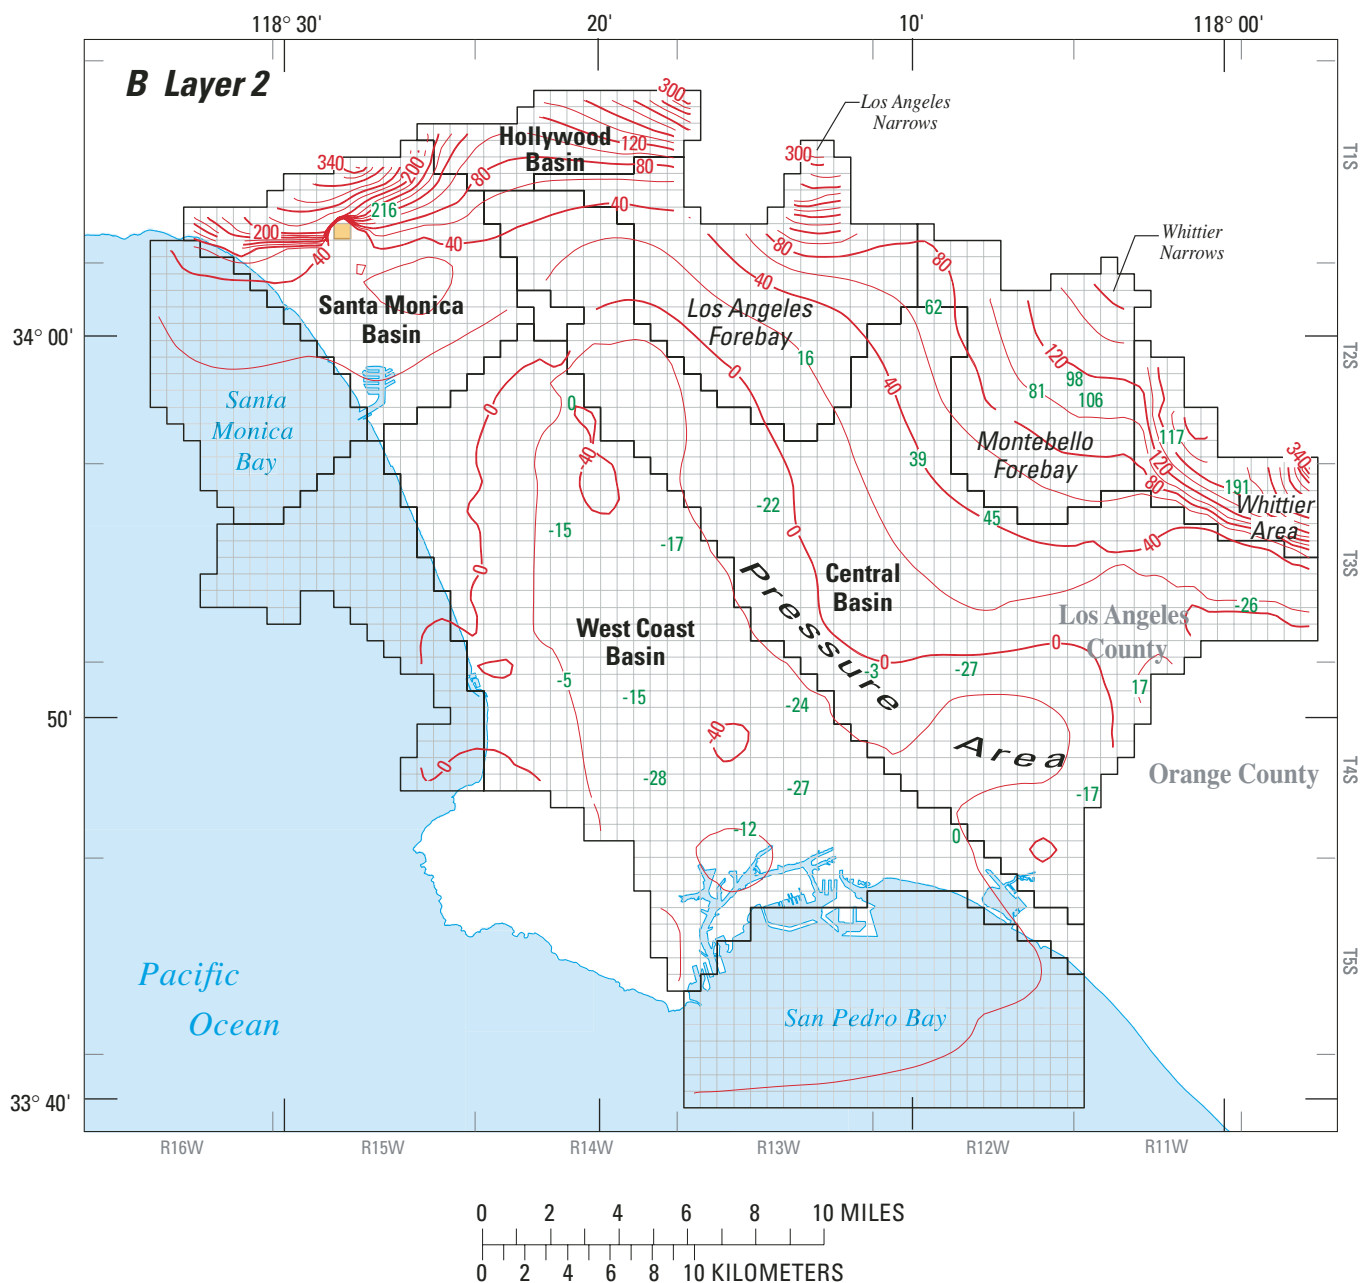 118° 30'
20'
10'
118° 00'
B Layer 2
300
Los Angeles
Narrows
Hollywood
Basin
120
T1S
340
200
80
80
300
216
40
200
40
40
80
80
Whittier
Narrows
40
Santa Monica
Basin
Los Angeles
Forebay
62
34° 00'
16
120
T2S
0
40
98
81
106
Santa
Monica
Bay
0
0
117
Montebello
Forebay
-40
39
120
340
80
191
-22
Whittier
Area
-15
45
-17
0
40
T3S
0
Pressure
Central
Basin
-26
Los Angeles
County
West Coast
Basin
0
0
-3
-27
-5
17
-15
-24
50'
-40
Area
0
-28
Orange County
T4S
-27
-17
-12
0
Pacific
Ocean
T5S
San Pedro Bay
33° 40'
R16W
R15W
R14W
R13W
R12W
R11W
0
2
4
6
8
10 MILES
0
2
4
6
8
10 KILOMETERS